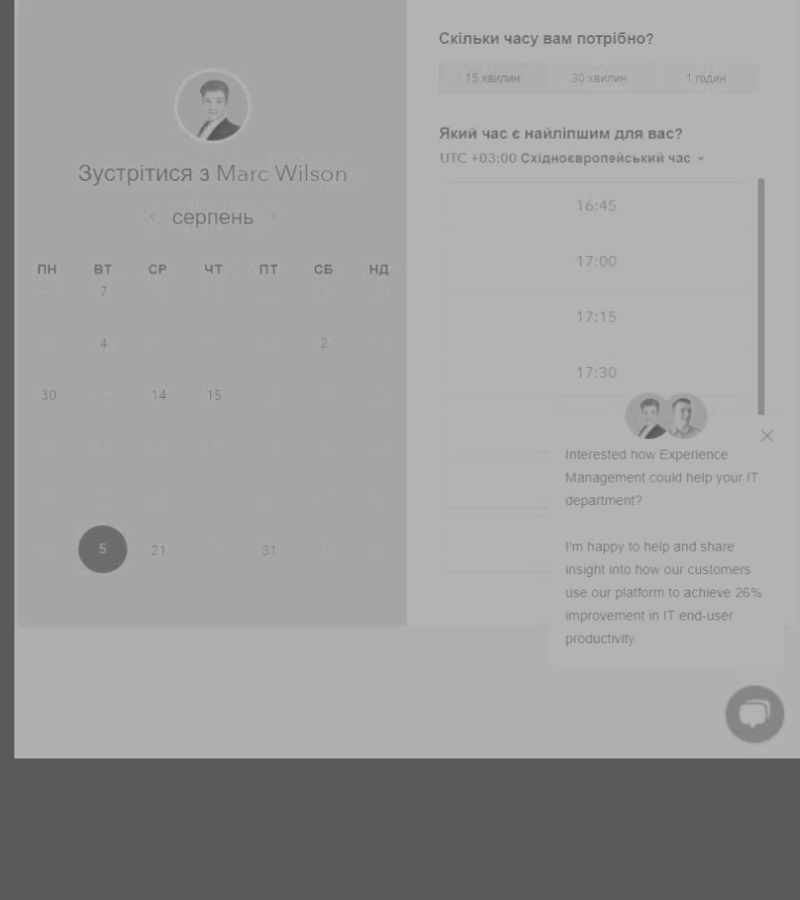 Зустрітися з Marc Wilson
серпень
ПН ВТ СР ЧТ ПТ СБ НД
7
4 2
30 14 15
5 21 31
Скільки часу вам потрібно?
15 хвилин 30 хвилин 1 годин
Який час є найліпшим для вас?
UTC +03:00 Східноєвропейський час
16:45
17:00
17:15
17:30
Interested how Experience
Management could help your IT
department?
I'm happy to help and share
insight into how our customers
use our platform to achieve 26%
improvement in IT end-user
productivity.